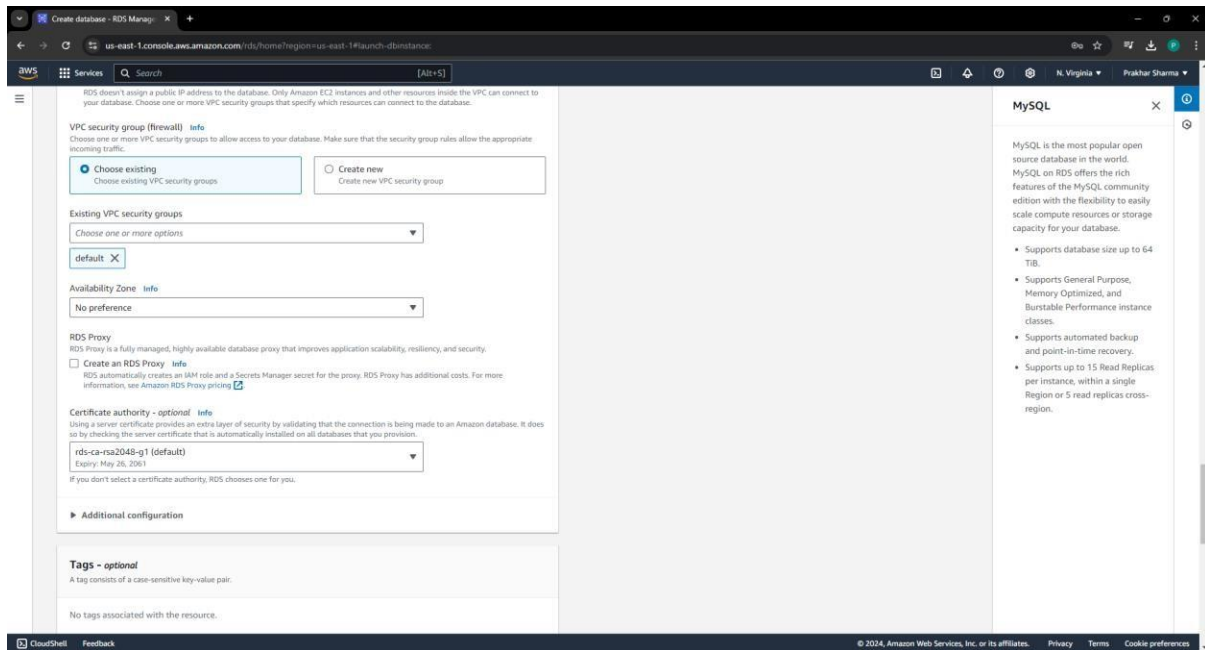 Create database - RDS Manag
us-east-1.console.aws.amazon.com/rds/home?region=us-east-1#launch-dbinstance:
aws
Services
Search
[Alt+S]
N. Virginia
Prakhar Sharma
RDS doesn't assign a public IP address to the database. Only Amazon EC2 instances and other resources inside the VPC can connect to
your database. Choose one or more VPC security groups that specify which resources can connect to the database.
VPC security group (firewall) Info
Choose one or more VPC security groups to allow access to your database. Make sure that the security group rules allow the appropriate
incoming traffic.
Choose existing
Choose existing VPC security groups
Create new
Create new VPC security group
Existing VPC security groups
Choose one or more options
default
Availability Zone Info
No preference
RDS Proxy
RDS Proxy is a fully managed, highly available database proxy that improves application scalability, resiliency, and security.
Create an RDS Proxy Info
RDS automatically creates an IAM role and a Secrets Manager secret for the proxy. RDS Proxy has additional costs. For more
information, see Amazon RDS Proxy pricing
Certificate authority - optional Info
Using a server certificate provides an extra layer of security by validating that the connection is being made to an Amazon database. It does
so by checking the server certificate that is automatically installed on all databases that you provision.
rds-ca-rsa2048-g1 (default)
Expiry: May 26, 2061
If you don't select a certificate authority, RDS chooses one for you.
Additional configuration
Tags - optional
A tag consists of a case-sensitive key-value pair.
No tags associated with the resource.
MySQL
MySQL is the most popular open
source database in the world.
MySQL on RDS offers the rich
features of the MySQL community
edition with the flexibility to easily
scale compute resources or storage
capacity for your database.
• Supports database size up to 64
TiB.
• Supports General Purpose,
Memory Optimized, and
Burstable Performance instance
classes.
• Supports automated backup
and point-in-time recovery.
• Supports up to 15 Read Replicas
per instance, within a single
Region or 5 read replicas cross-
region.
CloudShell
Feedback
© 2024, Amazon Web Services, Inc. or its affiliates.
Privacy
Terms
Cookie preferences